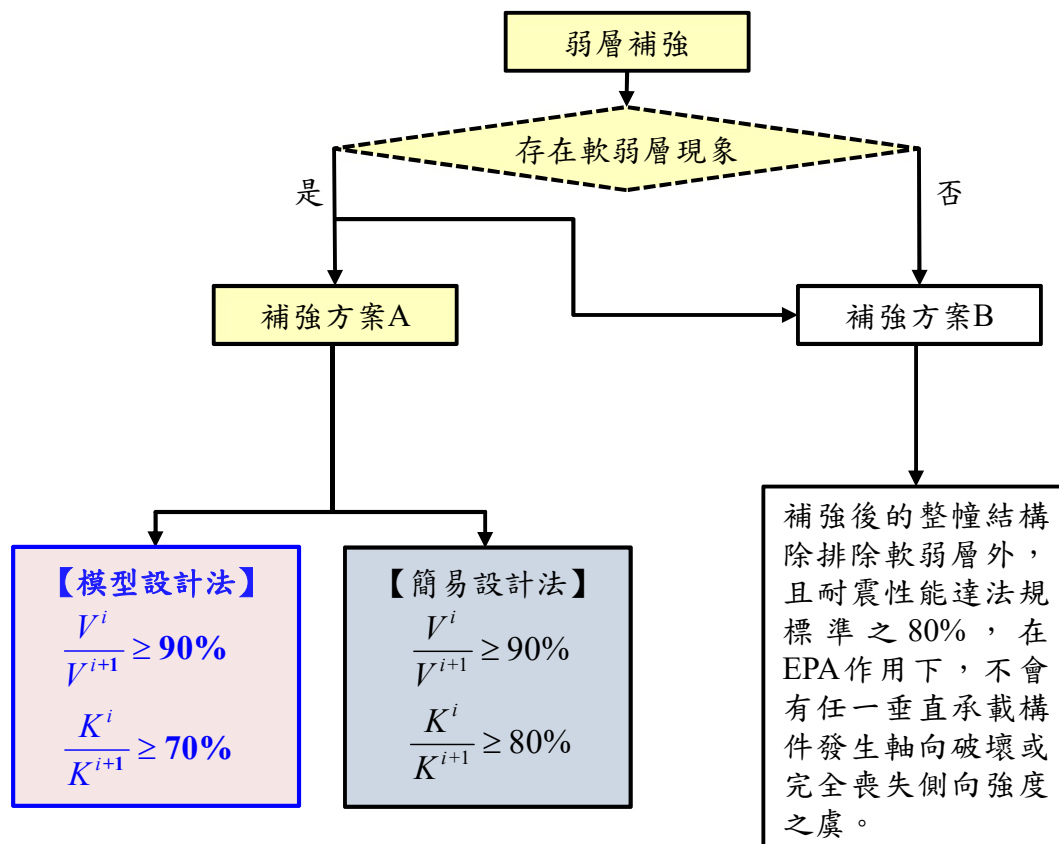 弱層補強
存在軟弱層現象
是
否
補強方案A
補強方案B
【模型設計法】
V^i / V^{i+1} ≥ 90%
K^i / K^{i+1} ≥ 70%
【簡易設計法】
V^i / V^{i+1} ≥ 90%
K^i / K^{i+1} ≥ 80%
補強後的整幢結構
除排除軟弱層外，
且耐震性能達法規
標準之80%，在
EPA作用下，不會
有任一垂直承載構
件發生軸向破壞或
完全喪失側向強度
之虞。